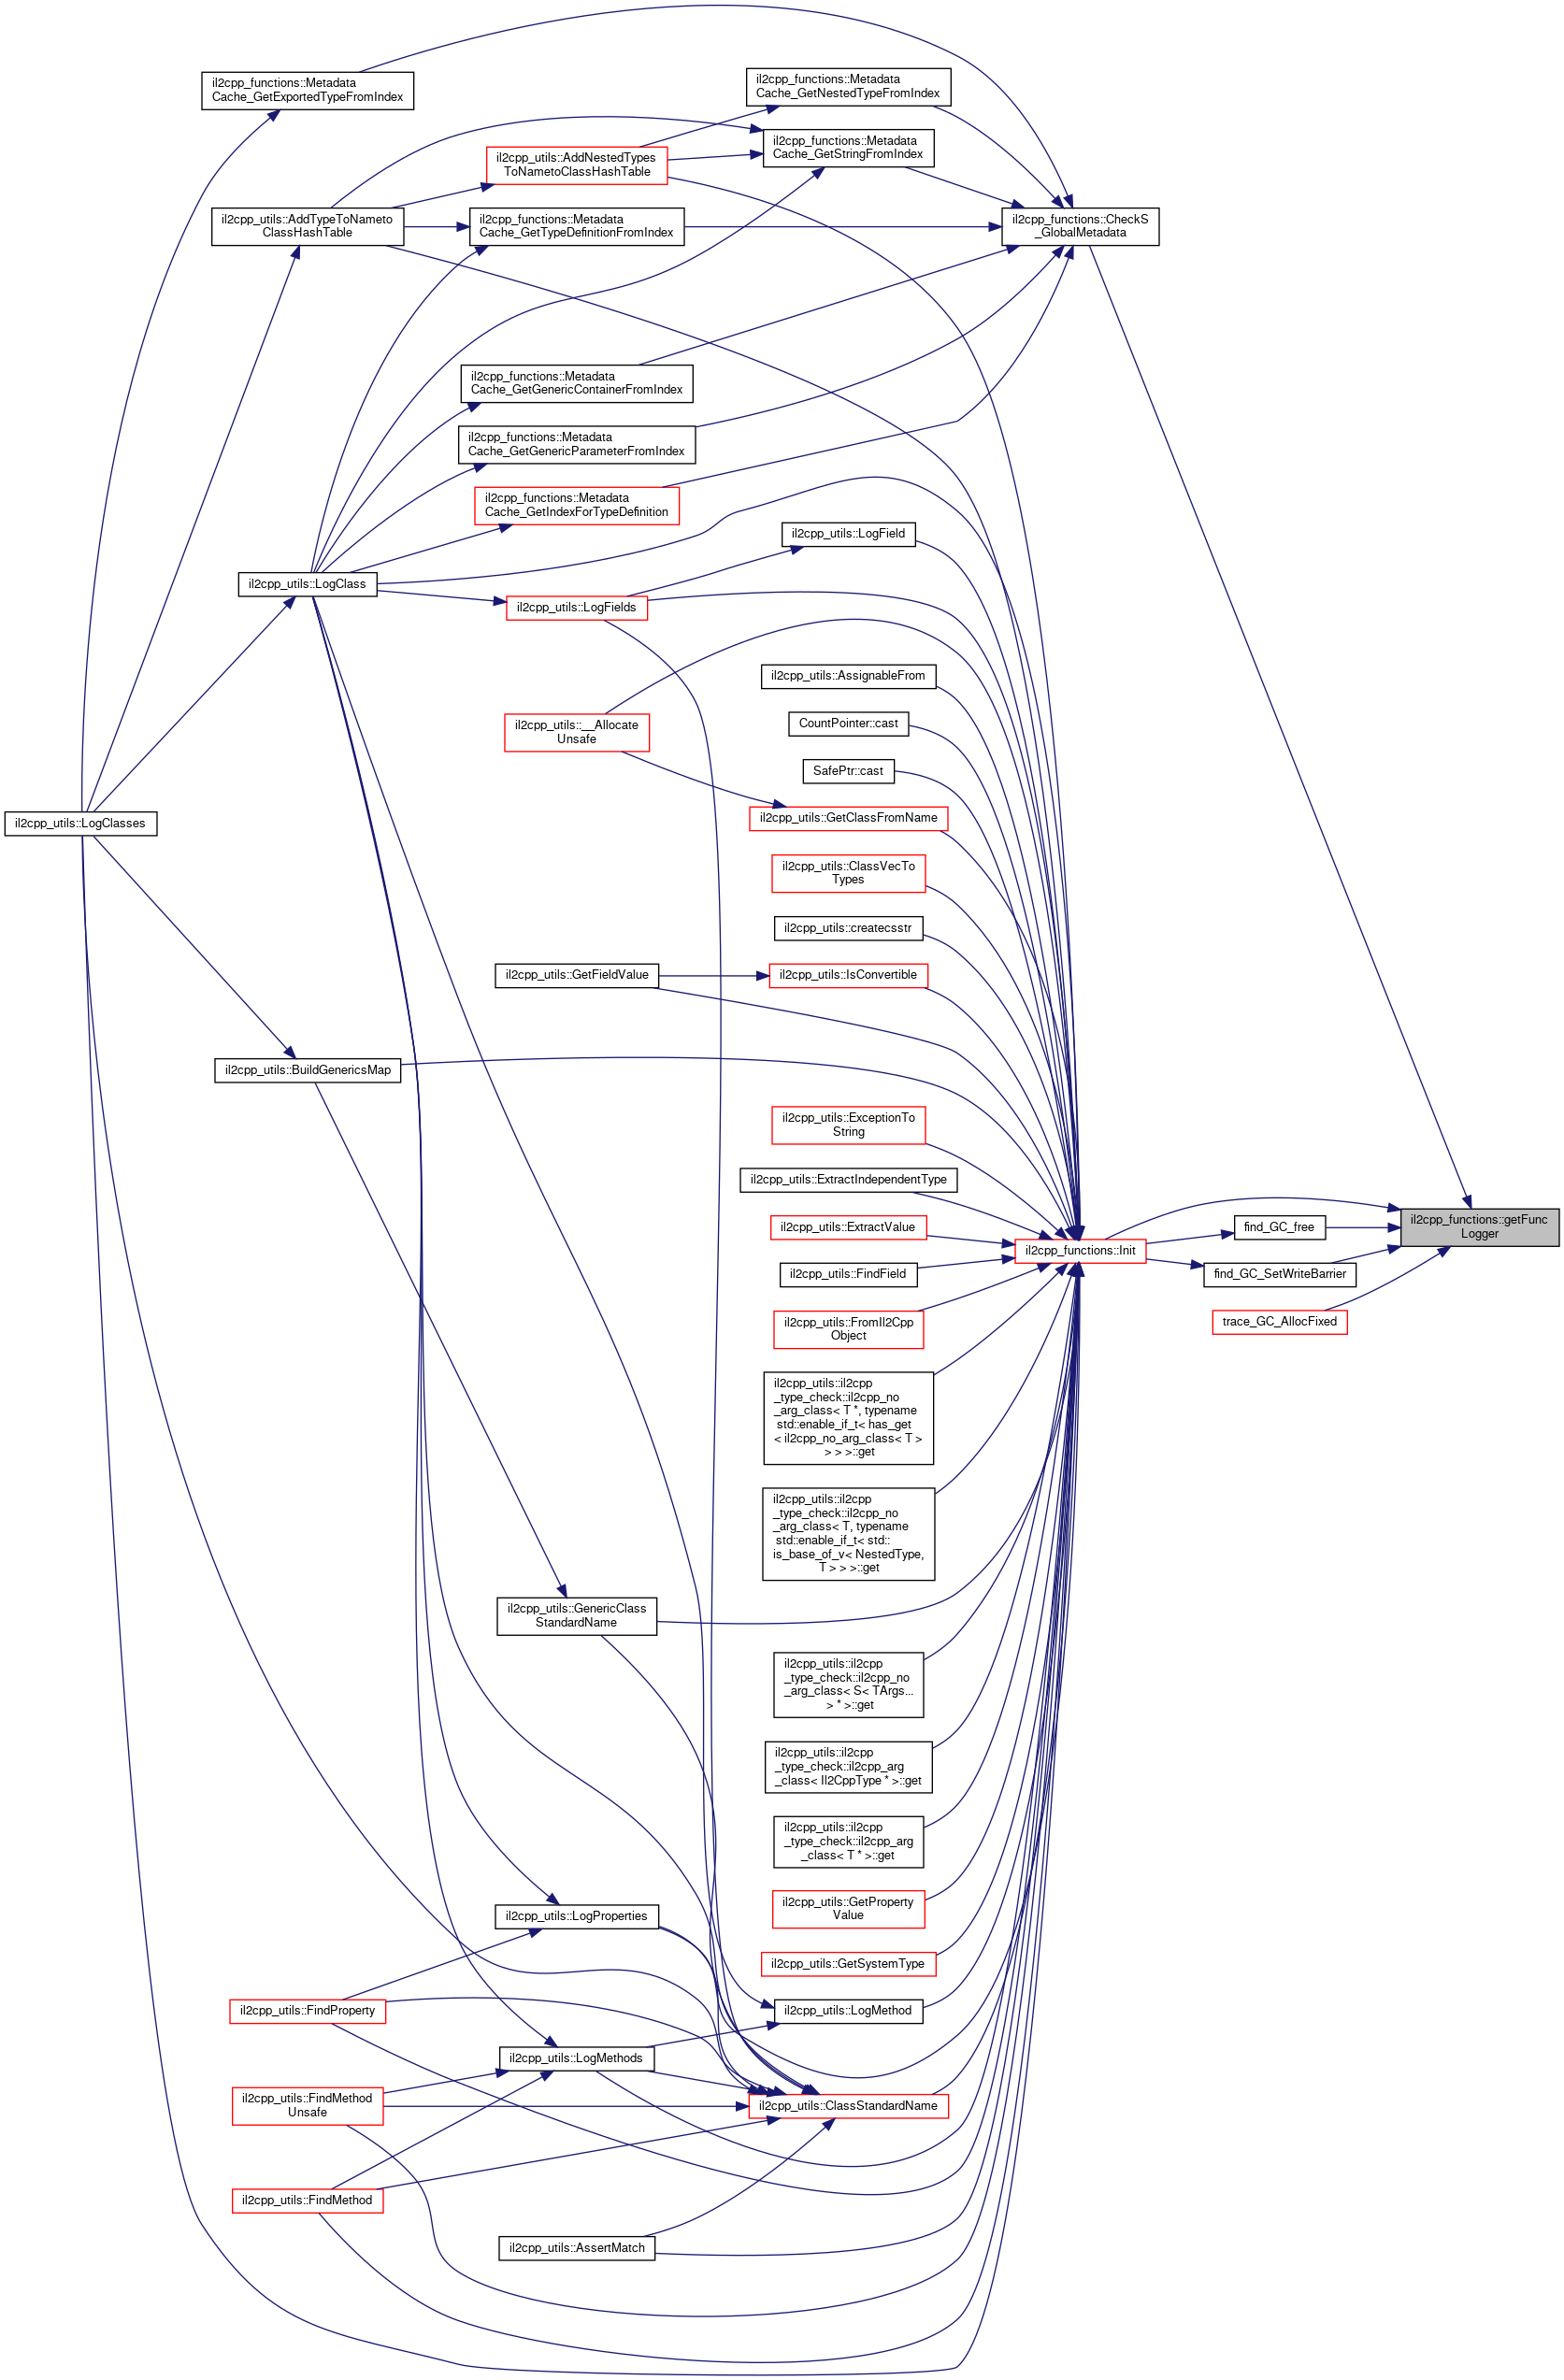 il2cpp_functions::Metadata
Cache_GetExportedTypeFromIndex
il2cpp_functions::Metadata
Cache_GetNestedTypeFromIndex
il2cpp_functions::Metadata
Cache_GetStringFromIndex
il2cpp_utils::AddNestedTypes
ToNametoClassHashTable
il2cpp_utils::AddTypeToNameto
ClassHashTable
il2cpp_functions::Metadata
Cache_GetTypeDefinitionFromIndex
il2cpp_functions::CheckS
_GlobalMetadata
il2cpp_functions::Metadata
Cache_GetGenericContainerFromIndex
il2cpp_functions::Metadata
Cache_GetGenericParameterFromIndex
il2cpp_functions::Metadata
Cache_GetIndexForTypeDefinition
il2cpp_utils::LogField
il2cpp_utils::LogClass
il2cpp_utils::LogFields
il2cpp_utils::AssignableFrom
il2cpp_utils::__Allocate
Unsafe
CountPointer::cast
SafePtr::cast
il2cpp_utils::GetClassFromName
il2cpp_utils::LogClasses
il2cpp_utils::ClassVecTo
Types
il2cpp_utils::createcsstr
il2cpp_utils::GetFieldValue
il2cpp_utils::IsConvertible
il2cpp_utils::BuildGenericsMap
il2cpp_utils::ExceptionTo
String
il2cpp_utils::ExtractIndependentType
il2cpp_utils::ExtractValue
il2cpp_functions::Init
find_GC_free
il2cpp_functions::getFunc
Logger
il2cpp_utils::FindField
find_GC_SetWriteBarrier
il2cpp_utils::FromIl2Cpp
Object
trace_GC_AllocFixed
il2cpp_utils::il2cpp
_type_check::il2cpp_no
_arg_class< T *, typename
std::enable_if_t< has_get
< il2cpp_no_arg_class< T >
> > >::get
il2cpp_utils::il2cpp
_type_check::il2cpp_no
_arg_class< T, typename
std::enable_if_t< std::
is_base_of_v< NestedType,
T > > >::get
il2cpp_utils::GenericClass
StandardName
il2cpp_utils::il2cpp
_type_check::il2cpp_no
_arg_class< S< TArgs...
> * >::get
il2cpp_utils::il2cpp
_type_check::il2cpp_arg
_class< Il2CppType * >::get
il2cpp_utils::il2cpp
_type_check::il2cpp_arg
_class< T * >::get
il2cpp_utils::GetProperty
Value
il2cpp_utils::LogProperties
il2cpp_utils::GetSystemType
il2cpp_utils::FindProperty
il2cpp_utils::LogMethod
il2cpp_utils::LogMethods
il2cpp_utils::FindMethod
Unsafe
il2cpp_utils::ClassStandardName
il2cpp_utils::FindMethod
il2cpp_utils::AssertMatch